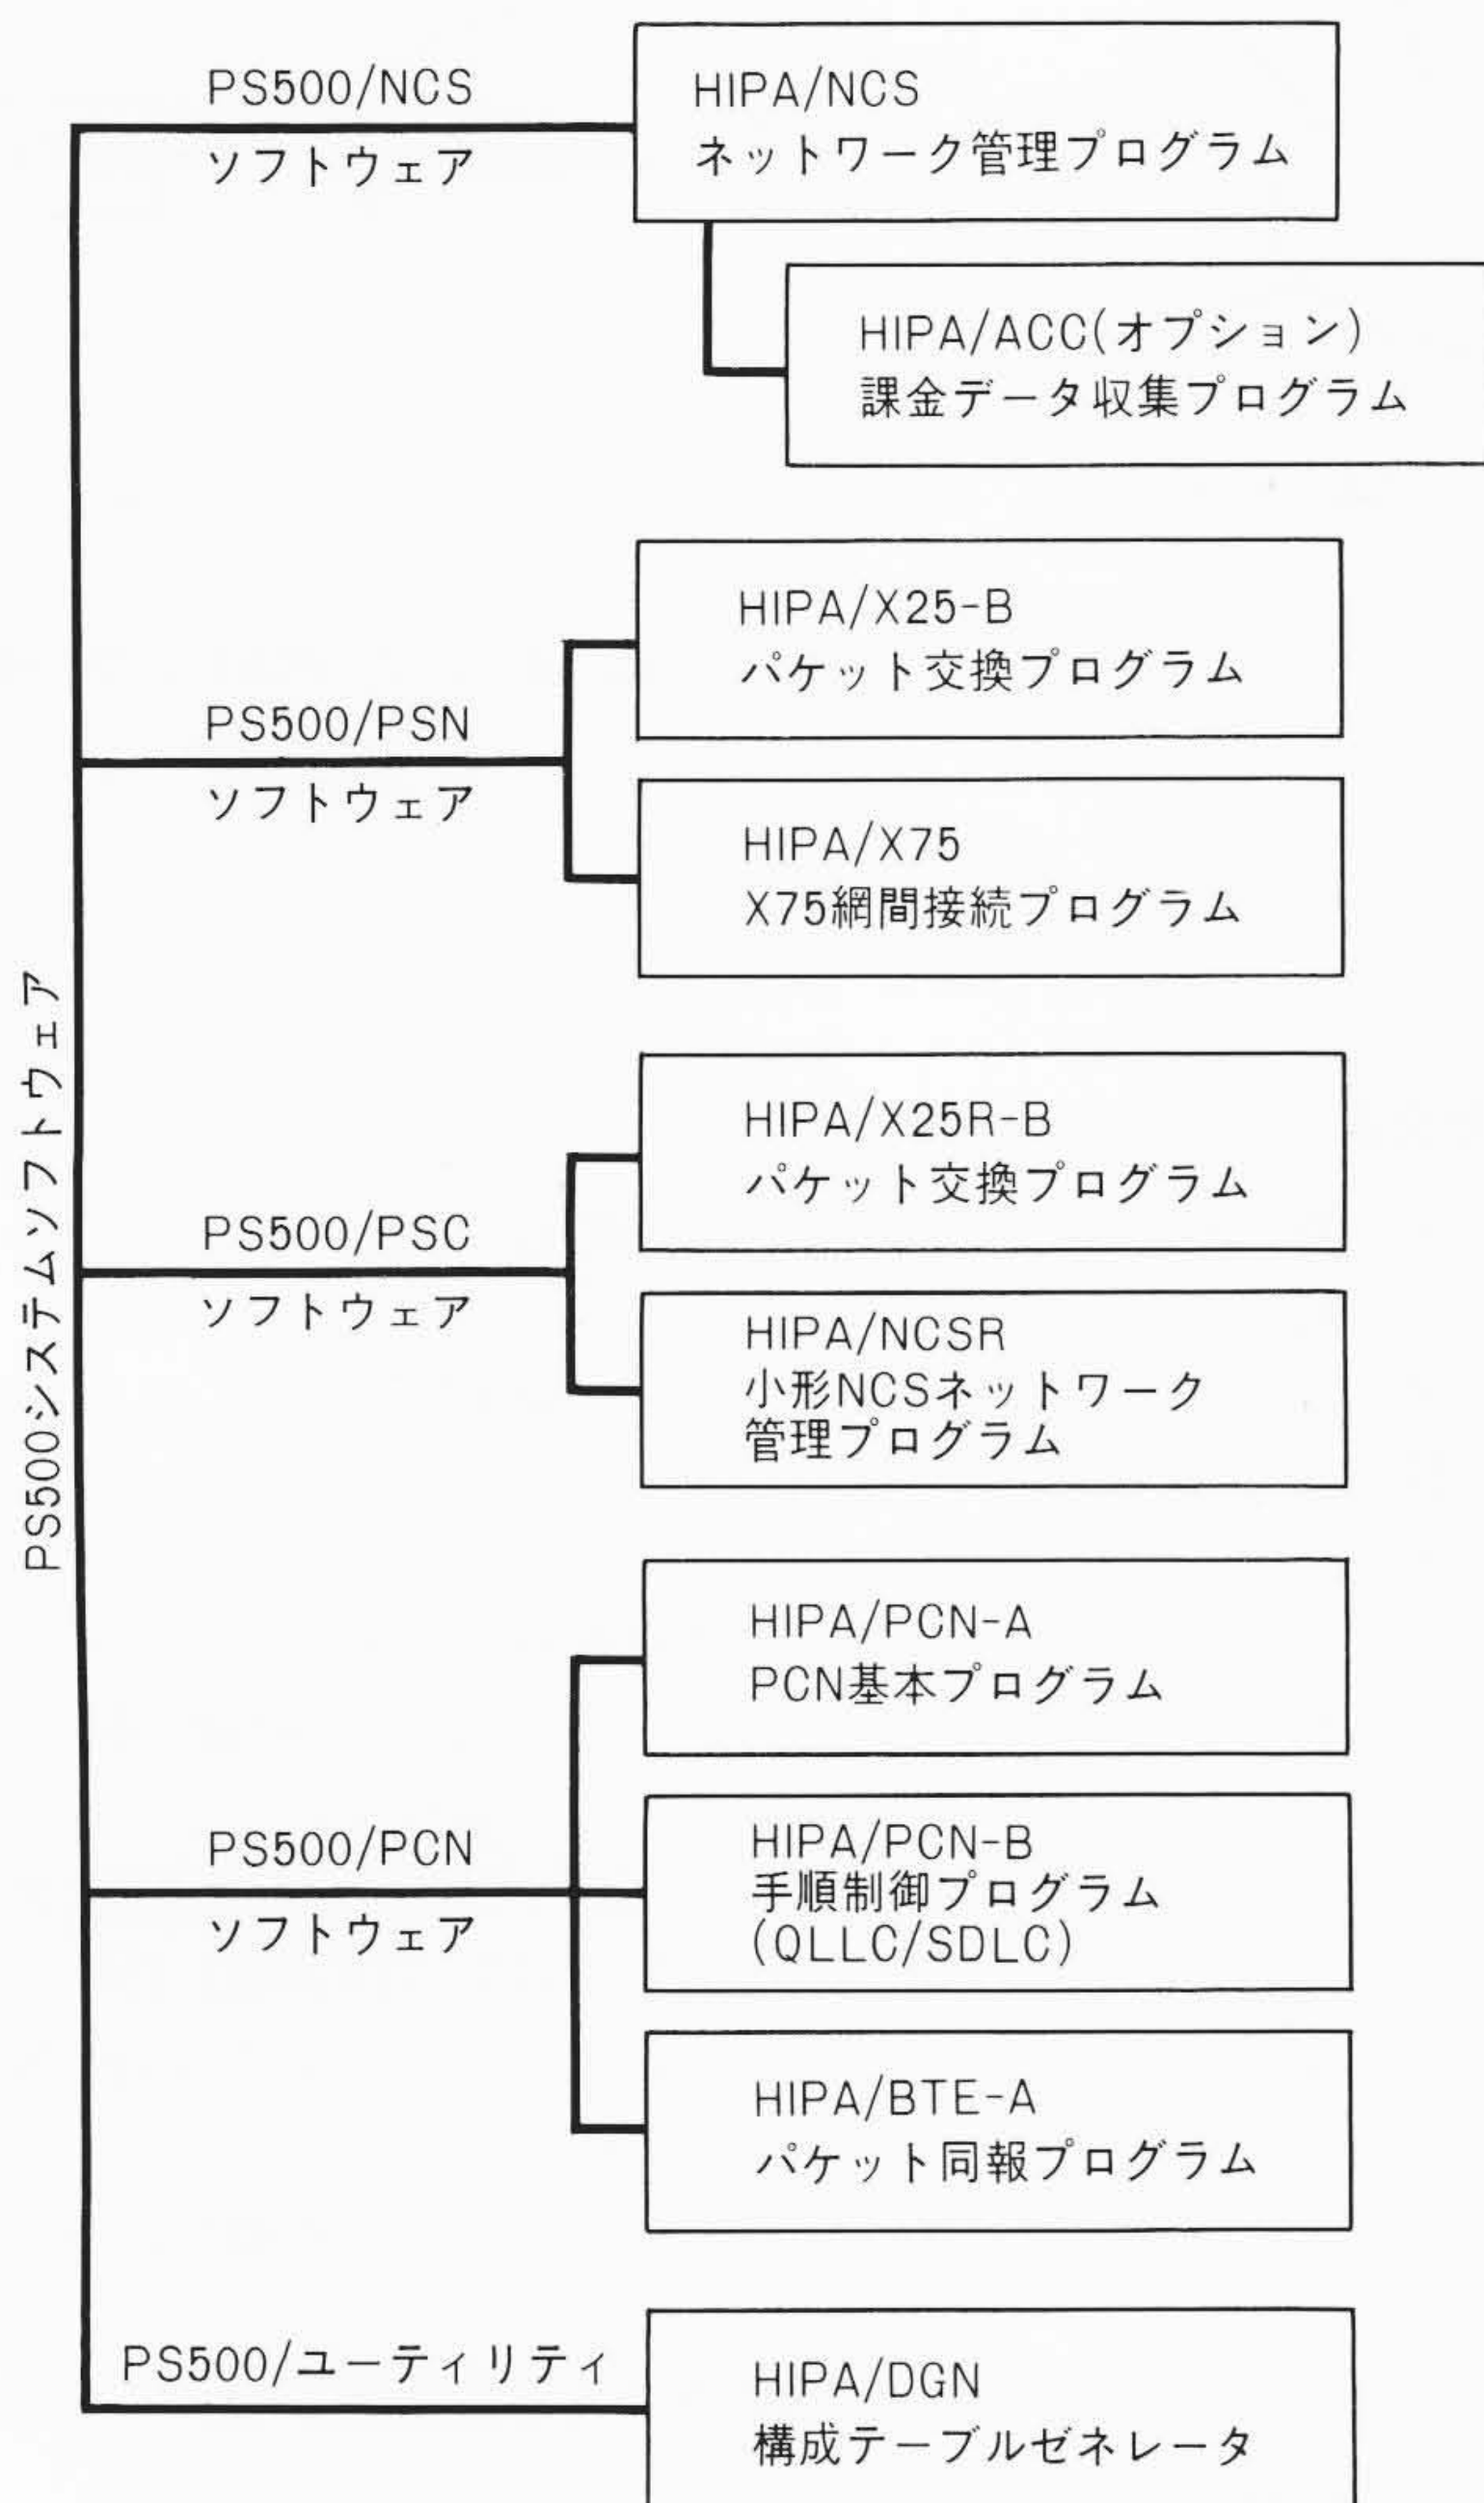 PS500システムソフトウェア
PS500/NCS
ソフトウェア
HIPA/NCS
ネットワーク管理プログラム
HIPA/ACC(オプション)
課金データ収集プログラム
PS500/PSN
ソフトウェア
HIPA/X25-B
パケット交換プログラム
HIPA/X75
X75網間接続プログラム
PS500/PSC
ソフトウェア
HIPA/X25R-B
パケット交換プログラム
HIPA/NCSR
小形NCSネットワーク
管理プログラム
PS500/PCN
ソフトウェア
HIPA/PCN-A
PCN基本プログラム
HIPA/PCN-B
手順制御プログラム
(QLLC/SDLC)
HIPA/BTE-A
パケット同報プログラム
PS500/ユーティリティ
HIPA/DGN
構成テーブルゼネレータ